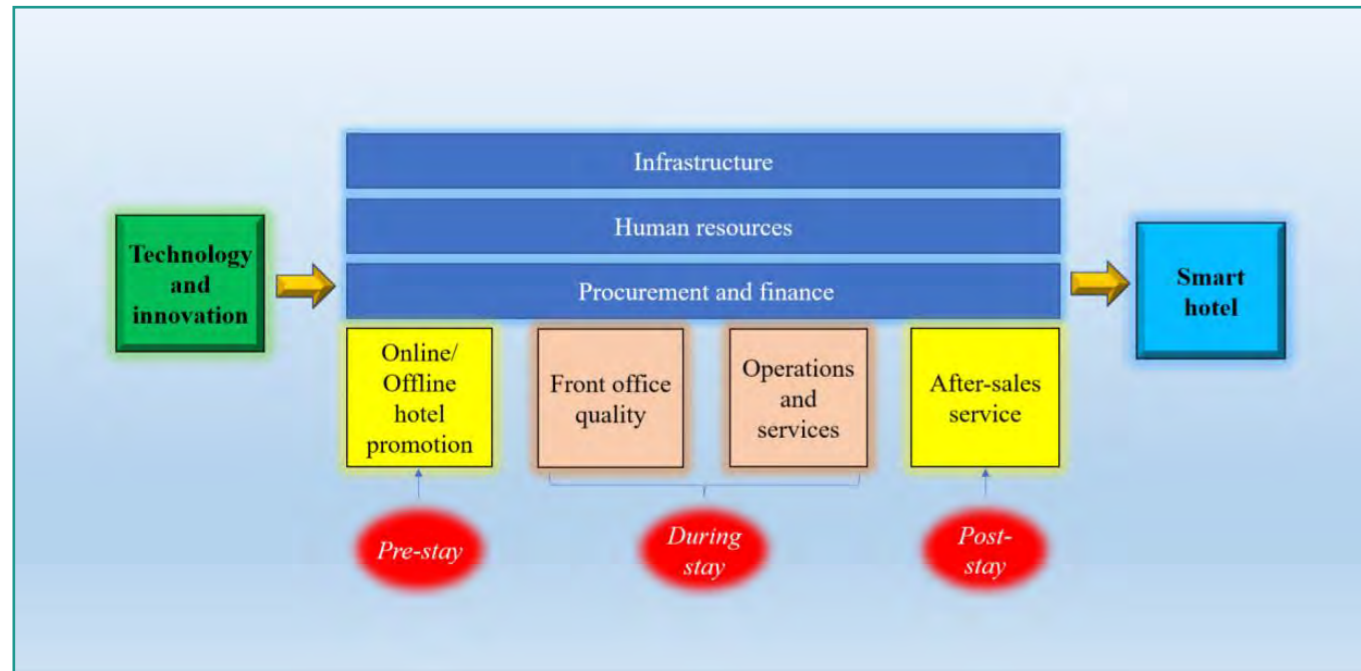 Infrastructure
Human resources
Procurement and finance
Technology
and
innovation
Smart
hotel
Online/
Offline
hotel
promotion
Front office
quality
Operations
and
services
After-sales
service
Pre-stay
During
stay
Post-
stay